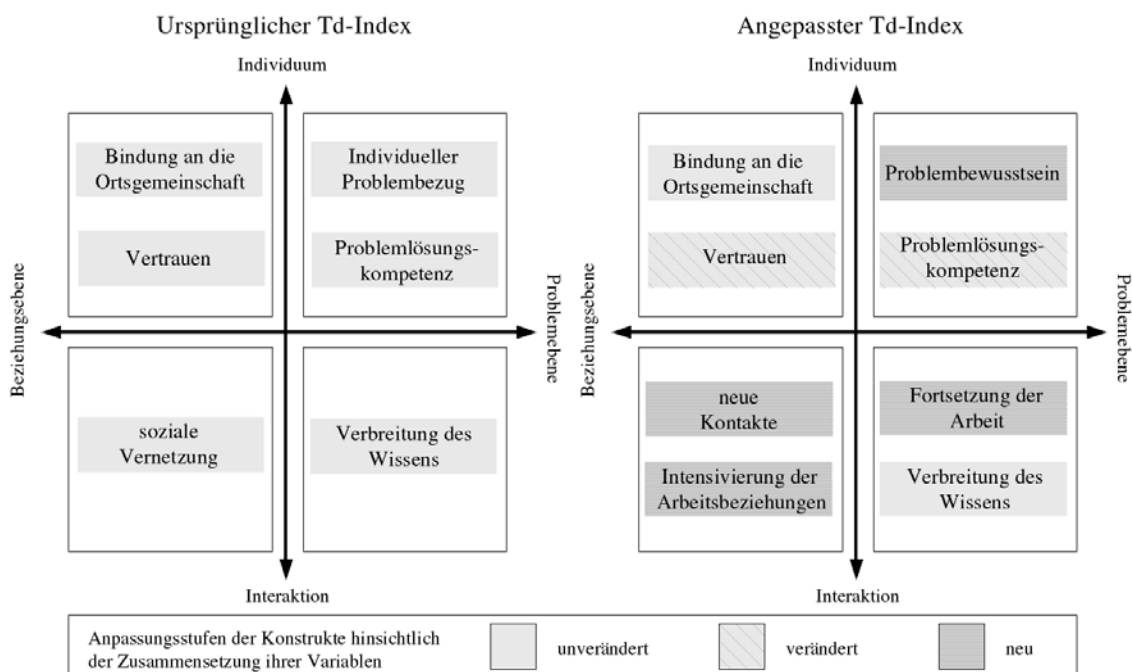 Ursprünglicher Td-Index
Individuum
Bindung an die
Ortsgemeinschaft
Individueller
Problembezug
Vertrauen
Problemlösungs-
kompetenz
Beziehungsebene
Problemebene
soziale
Vernetzung
Verbreitung des
Wissens
Interaktion
Angepasster Td-Index
Individuum
Bindung an die
Ortsgemeinschaft
Problembewusstsein
Vertrauen
Problemlösungs-
kompetenz
Beziehungsebene
Problemebene
neue
Kontakte
Fortsetzung der
Arbeit
Intensivierung der
Arbeitsbeziehungen
Verbreitung des
Wissens
Interaktion
Anpassungsstufen der Konstrukte hinsichtlich
der Zusammensetzung ihrer Variablen
unverändert
verändert
neu